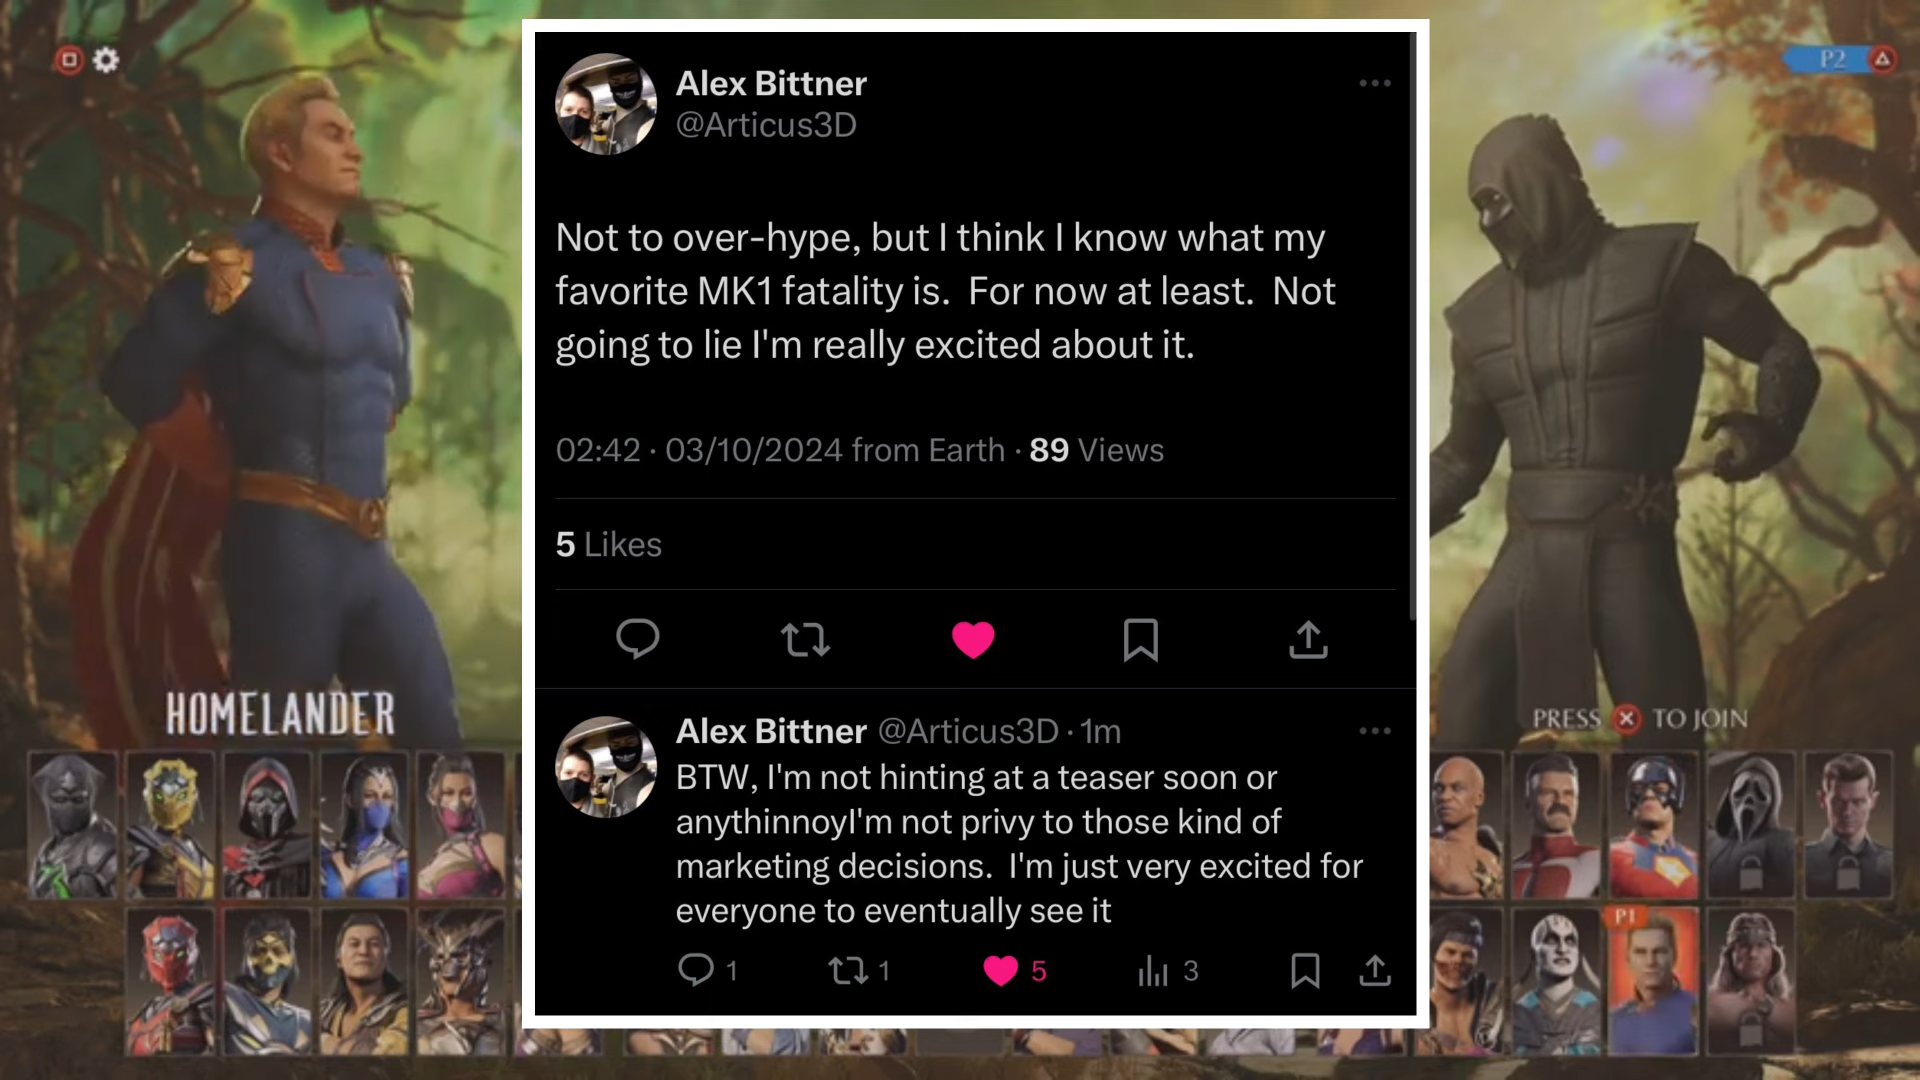 P2
Alex Bittner
@Articus3D
Not to over-hype, but I think I know what my
favorite MK1 fatality is.  For now at least.  Not
going to lie I'm really excited about it.
02:42 · 03/10/2024 from Earth · 89 Views
5 Likes
HOMELANDER
PRESS X TO JOIN
Alex Bittner @Articus3D · 1m
BTW, I'm not hinting at a teaser soon or
anythinnoyI'm not privy to those kind of
marketing decisions.  I'm just very excited for
everyone to eventually see it
1 1 5 3
P1